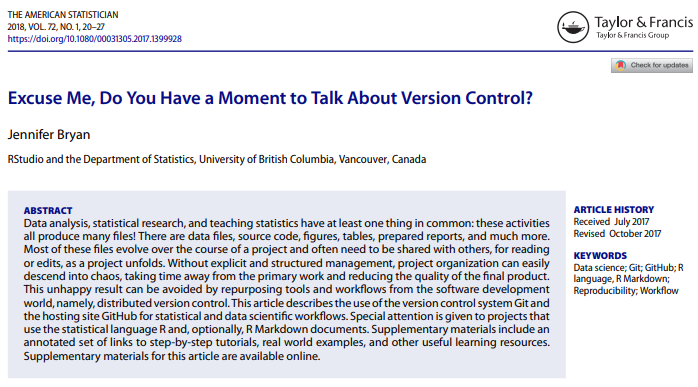 THE AMERICAN STATISTICIAN
2018, VOL. 72, NO. 1, 20–27
https://doi.org/10.1080/00031305.2017.1399928
Taylor & Francis
Taylor & Francis Group
Check for updates
Excuse Me, Do You Have a Moment to Talk About Version Control?
Jennifer Bryan
RStudio and the Department of Statistics, University of British Columbia, Vancouver, Canada
ABSTRACT
Data analysis, statistical research, and teaching statistics have at least one thing in common: these activities
all produce many files! There are data files, source code, figures, tables, prepared reports, and much more.
Most of these files evolve over the course of a project and often need to be shared with others, for reading
or edits, as a project unfolds. Without explicit and structured management, project organization can easily
descend into chaos, taking time away from the primary work and reducing the quality of the final product.
This unhappy result can be avoided by repurposing tools and workflows from the software development
world, namely, distributed version control. This article describes the use of the version control system Git and
the hosting site GitHub for statistical and data scientific workflows. Special attention is given to projects that
use the statistical language R and, optionally, R Markdown documents. Supplementary materials include an
annotated set of links to step-by-step tutorials, real world examples, and other useful learning resources.
Supplementary materials for this article are available online.
ARTICLE HISTORY
Received July 2017
Revised October 2017
KEYWORDS
Data science; Git; GitHub; R
language, R Markdown;
Reproducibility; Workflow